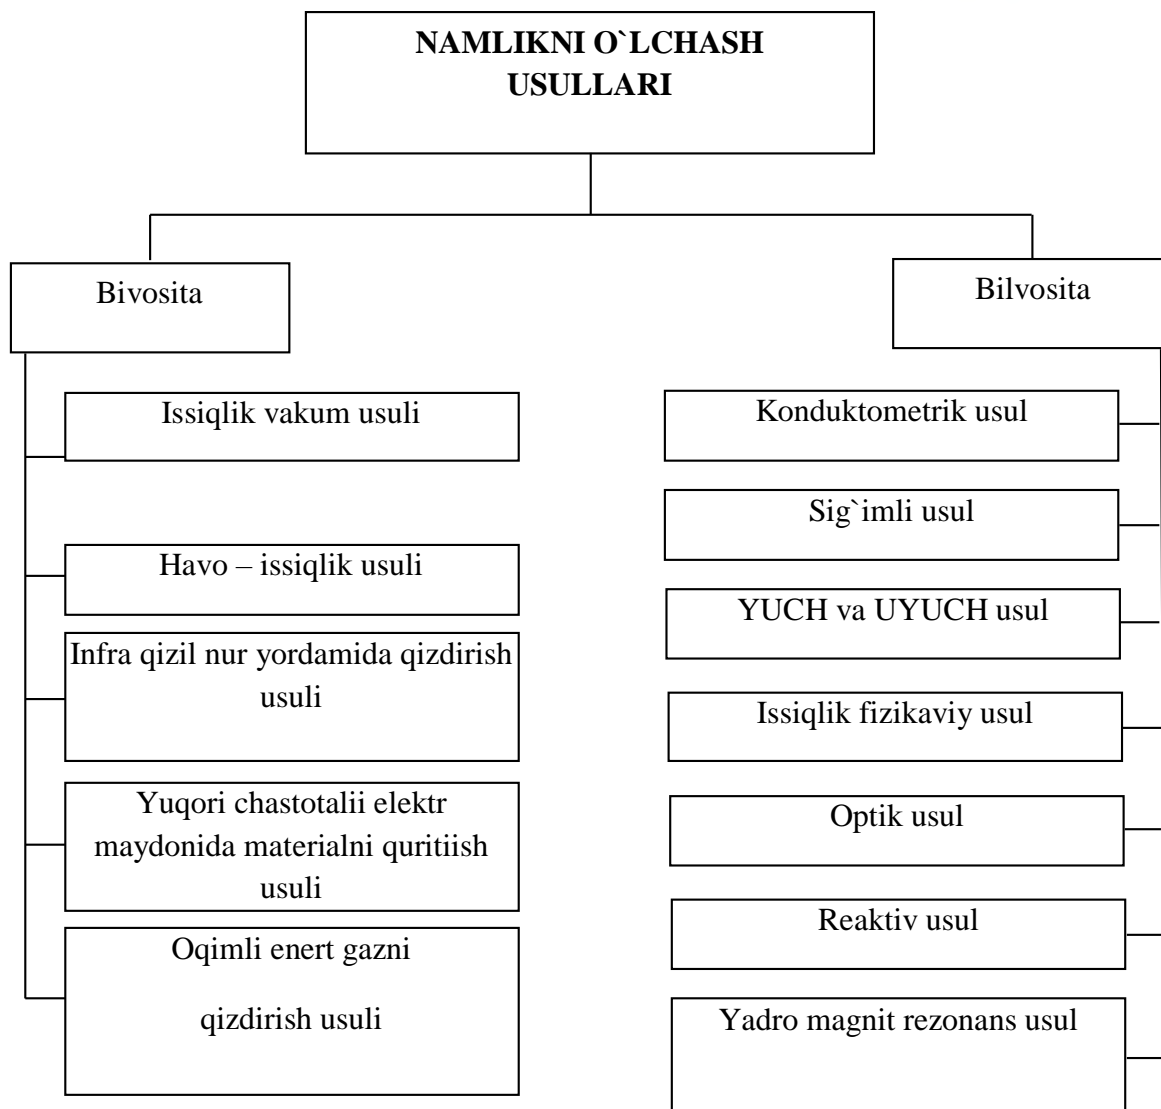 NAMLIKNI O`LCHASH
USULLARI
Bivosita
Bilvosita
Issiqlik vakum usuli
Havo – issiqlik usuli
Infra qizil nur yordamida qizdirish
usuli
Yuqori chastotalii elektr
maydonida materialni quritiish
usuli
Oqimli enert gazni
qizdirish usuli
Konduktometrik usul
Sig`imli usul
YUCH va UYUCH usul
Issiqlik fizikaviy usul
Optik usul
Reaktiv usul
Yadro magnit rezonans usul